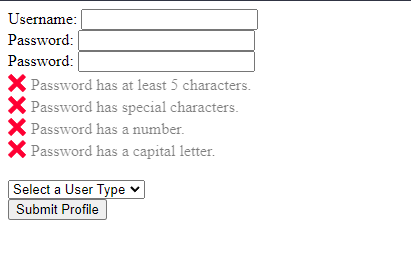 Username:
Password:
Password:
Password has at least 5 characters.
Password has special characters.
Password has a number.
Password has a capital letter.
Select a User Type
Submit Profile